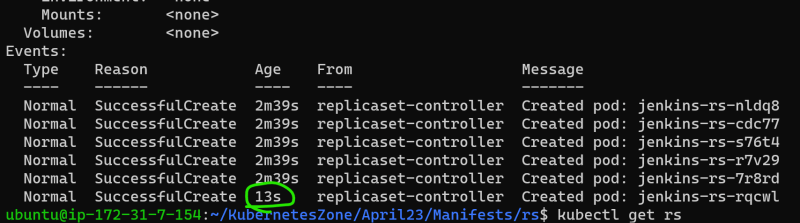 Environment: <none>
Mounts: <none>
Volumes: <none>
Events:
Type Reason Age From Message
---- ------ ---- ---- -------
Normal SuccessfulCreate 2m39s replicaset-controller Created pod: jenkins-rs-nldq8
Normal SuccessfulCreate 2m39s replicaset-controller Created pod: jenkins-rs-cdc77
Normal SuccessfulCreate 2m39s replicaset-controller Created pod: jenkins-rs-s76t4
Normal SuccessfulCreate 2m39s replicaset-controller Created pod: jenkins-rs-r7v29
Normal SuccessfulCreate 2m39s replicaset-controller Created pod: jenkins-rs-7r8rd
Normal SuccessfulCreate 13s replicaset-controller Created pod: jenkins-rs-rqcwl
ubuntu@ip-172-31-7-154:~/KubernetesZone/April23/Manifests/rs$ kubectl get rs